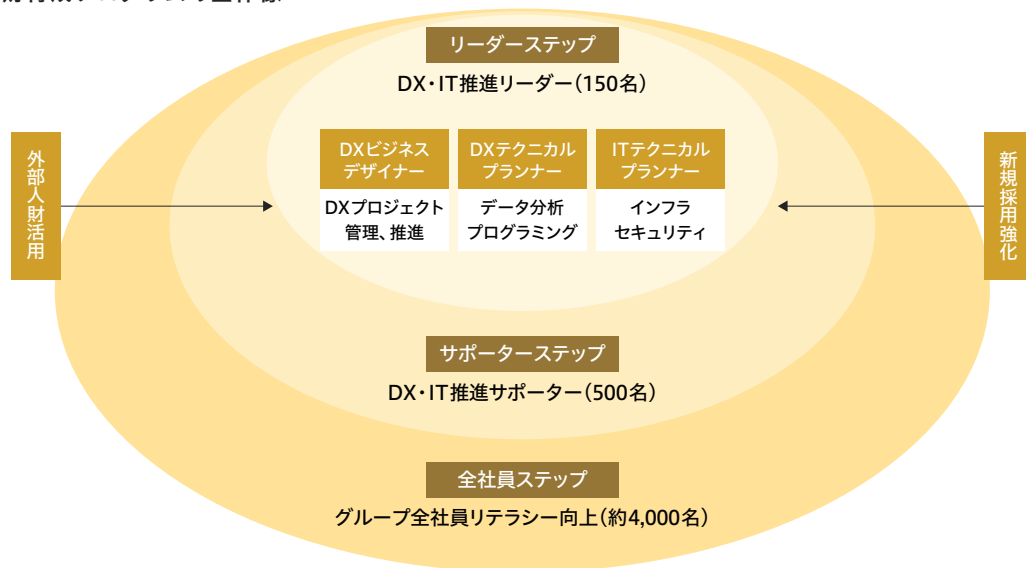 リーダーステップ
DX・IT推進リーダー（150名）
外部人財活用
DXビジネス
デザイナー
DXプロジェクト
管理、推進
DXテクニカル
プランナー
データ分析
プログラミング
ITテクニカル
プランナー
インフラ
セキュリティ
新規採用強化
サポーターステップ
DX・IT推進サポーター（500名）
全社員ステップ
グループ全社員リテラシー向上（約4,000名）